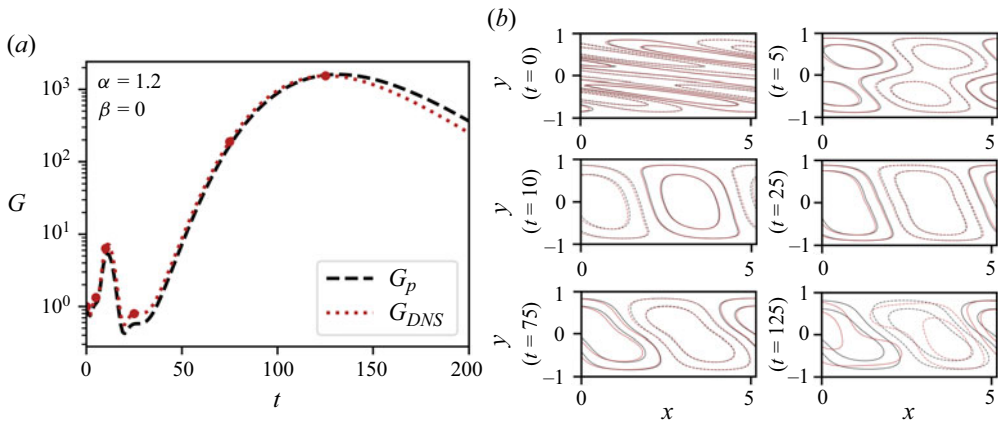 (a)
α = 1.2
β = 0
10³
10²
10¹
10⁰
G
0
50
100
150
200
t
G_p
G_DNS
(b)
y
(t = 0)
1
0
−1
0
5
(t = 5)
1
0
−1
0
5
y
(t = 10)
1
0
−1
0
5
(t = 25)
1
0
−1
0
5
y
(t = 75)
1
0
−1
0
5
x
(t = 125)
1
0
−1
0
5
x